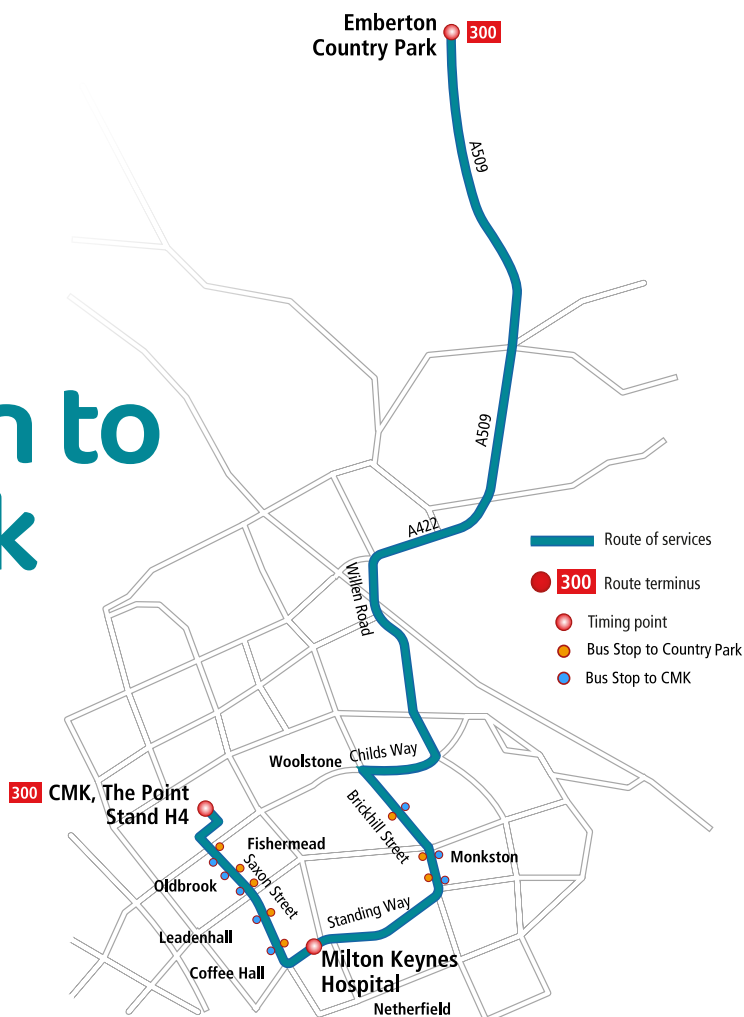 Emberton
Country Park
300
A509
n to
k
A509
A422
Willen Road
Route of services
300 Route terminus
Timing point
Bus Stop to Country Park
Bus Stop to CMK
Woolstone
Childs Way
300 CMK, The Point
Stand H4
Brickhill Street
Fishermead
Monkston
Saxon Street
Oldbrook
Standing Way
Leadenhall
Coffee Hall
Milton Keynes
Hospital
Netherfield